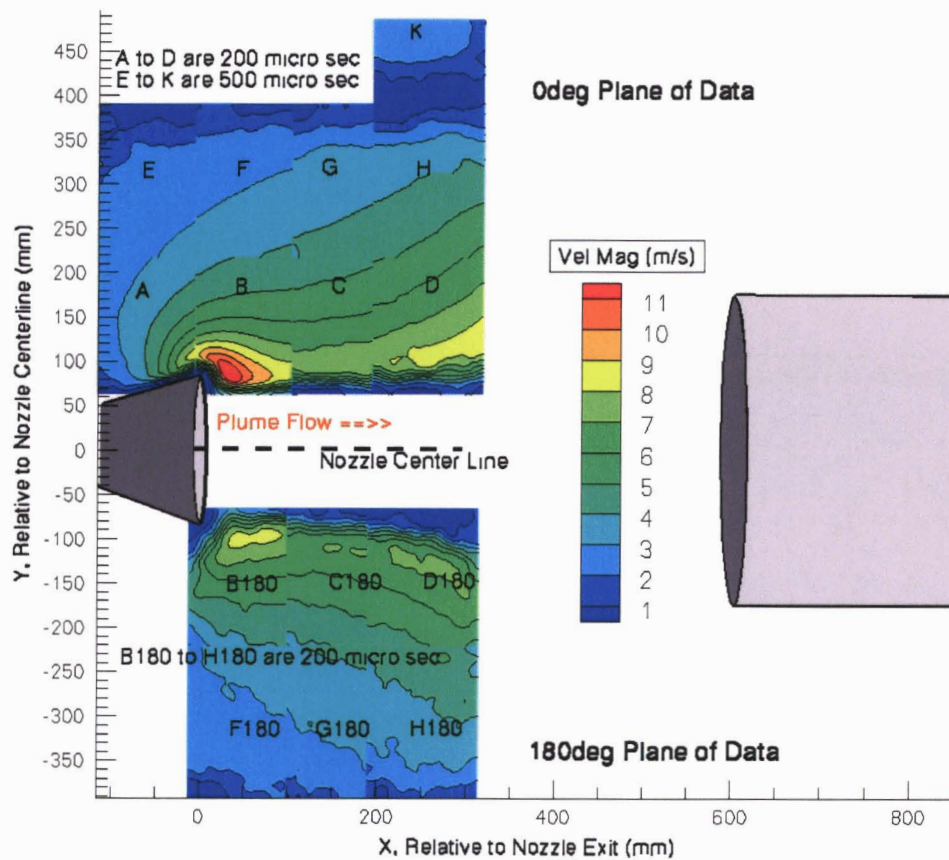 A to D are 200 micro sec
E to K are 500 micro sec
K
0deg Plane of Data
E
F
G
H
A
B
C
D
Vel Mag (m/s)
11
10
9
8
7
6
5
4
3
2
1
Plume Flow ==>>
Nozzle Center Line
B180
C180
D180
B180 to H180 are 200 micro sec
F180
G180
H180
180deg Plane of Data
Y, Relative to Nozzle Centerline (mm)
450
400
350
300
250
200
150
100
50
0
-50
-100
-150
-200
-250
-300
-350
0
200
400
600
800
X, Relative to Nozzle Exit (mm)